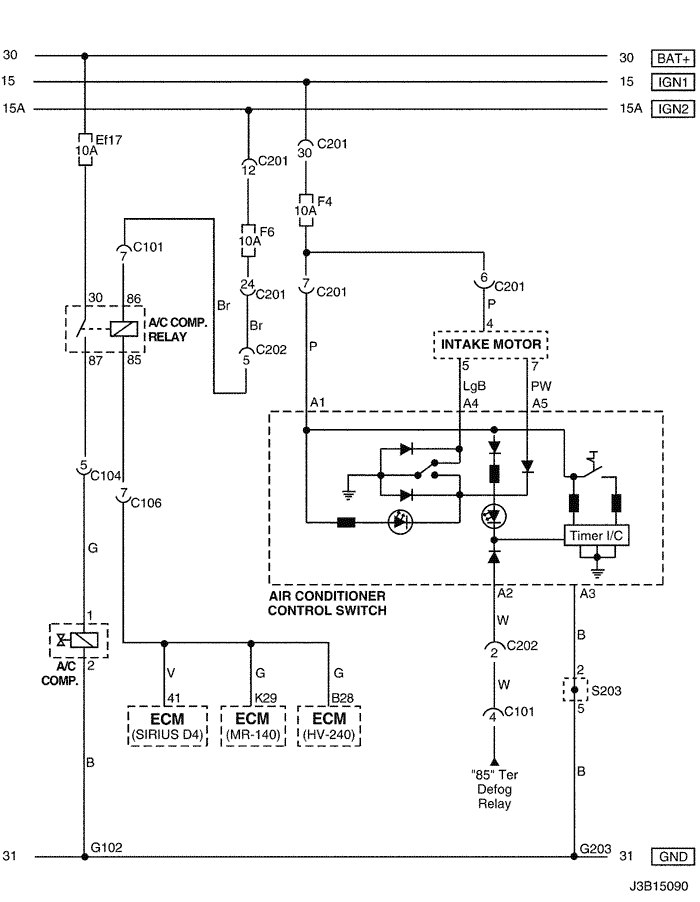 30
30 BAT+
15
15 IGN1
15A
15A IGN2
Ef17
10A
C201
30
C201
12
F4
10A
F6
10A
C101
7
24
C201
7
C201
6
C201
P
4
30
86
Br
Br
A/C COMP.
RELAY
C202
5
P
INTAKE MOTOR
87
85
5
7
LgB
PW
A1
A4
A5
5
C104
7
C106
Timer I/C
G
AIR CONDITIONER
CONTROL SWITCH
A2
A3
1
W
B
2
A/C
COMP.
C202
2
V
G
G
2
S203
5
41
K29
B28
W
ECM
(SIRIUS D4)
ECM
(MR-140)
ECM
(HV-240)
C101
4
B
B
"85" Ter
Defog
Relay
G102
G203
31
31 GND
J3B15090